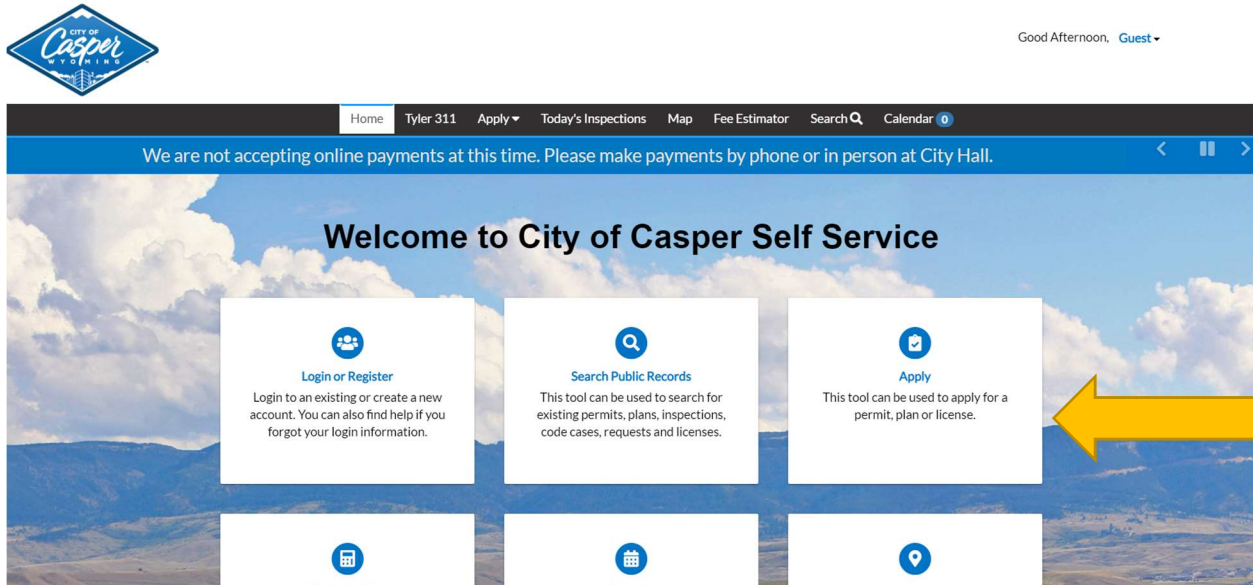 CITY OF
Casper
WYOMING
Good Afternoon, Guest
Home Tyler 311 Apply Today's Inspections Map Fee Estimator Search Calendar 0
We are not accepting online payments at this time. Please make payments by phone or in person at City Hall.
Welcome to City of Casper Self Service
Login or Register
Login to an existing or create a new
account. You can also find help if you
forgot your login information.
Search Public Records
This tool can be used to search for
existing permits, plans, inspections,
code cases, requests and licenses.
Apply
This tool can be used to apply for a
permit, plan or license.